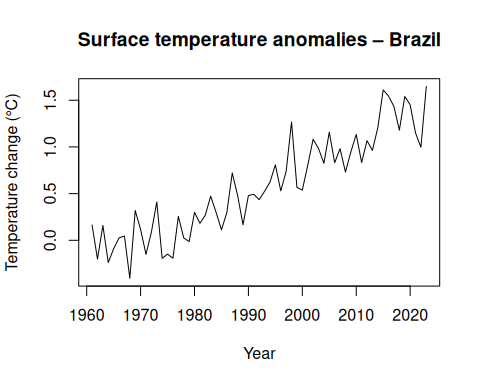 Surface temperature anomalies – Brazil
Temperature change (°C)
1.5
1.0
0.5
0.0
1960 1970 1980 1990 2000 2010 2020
Year